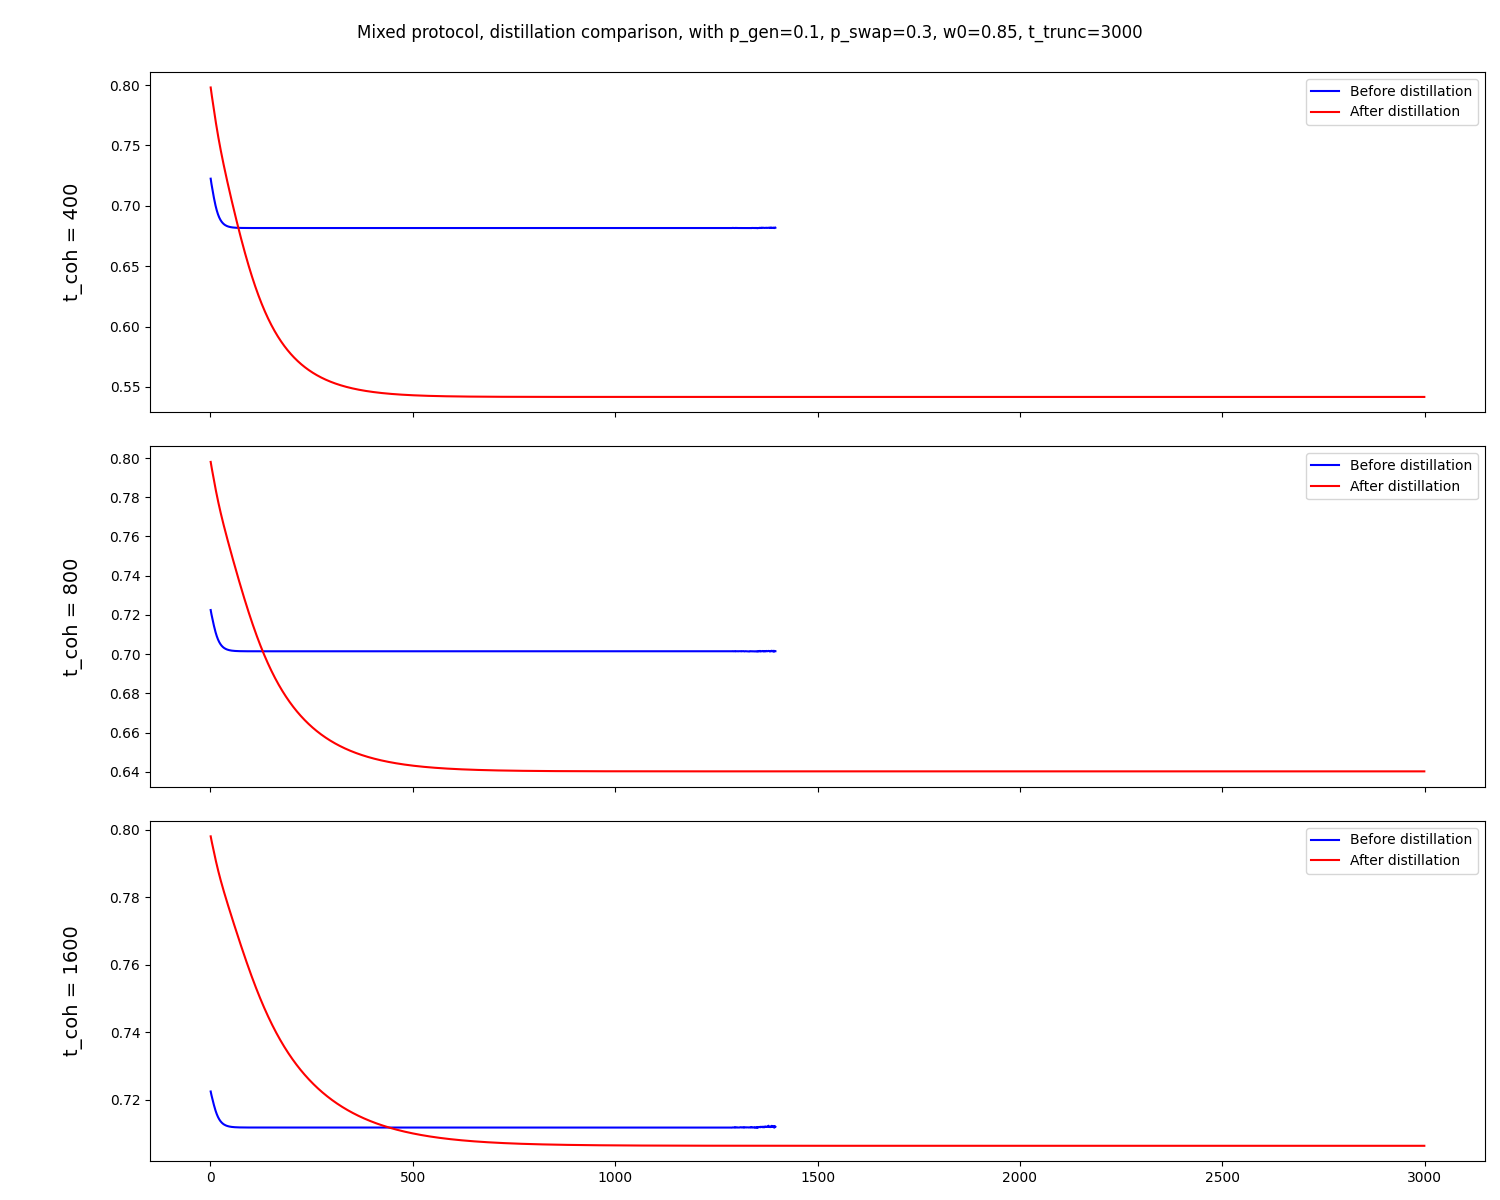 Mixed protocol, distillation comparison, with p_gen=0.1, p_swap=0.3, w0=0.85, t_trunc=3000
t_coh = 400
0.80
0.75
0.70
0.65
0.60
0.55
Before distillation
After distillation
t_coh = 800
0.80
0.78
0.76
0.74
0.72
0.70
0.68
0.66
0.64
Before distillation
After distillation
t_coh = 1600
0.80
0.78
0.76
0.74
0.72
Before distillation
After distillation
0 500 1000 1500 2000 2500 3000